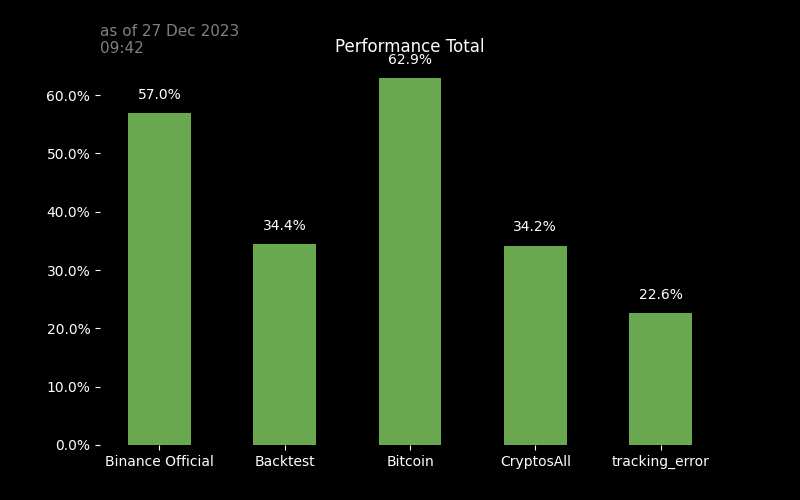 as of 27 Dec 2023
09:42
Performance Total
62.9%
57.0%
34.4%
34.2%
22.6%
60.0%
50.0%
40.0%
30.0%
20.0%
10.0%
0.0%
Binance Official
Backtest
Bitcoin
CryptosAll
tracking_error